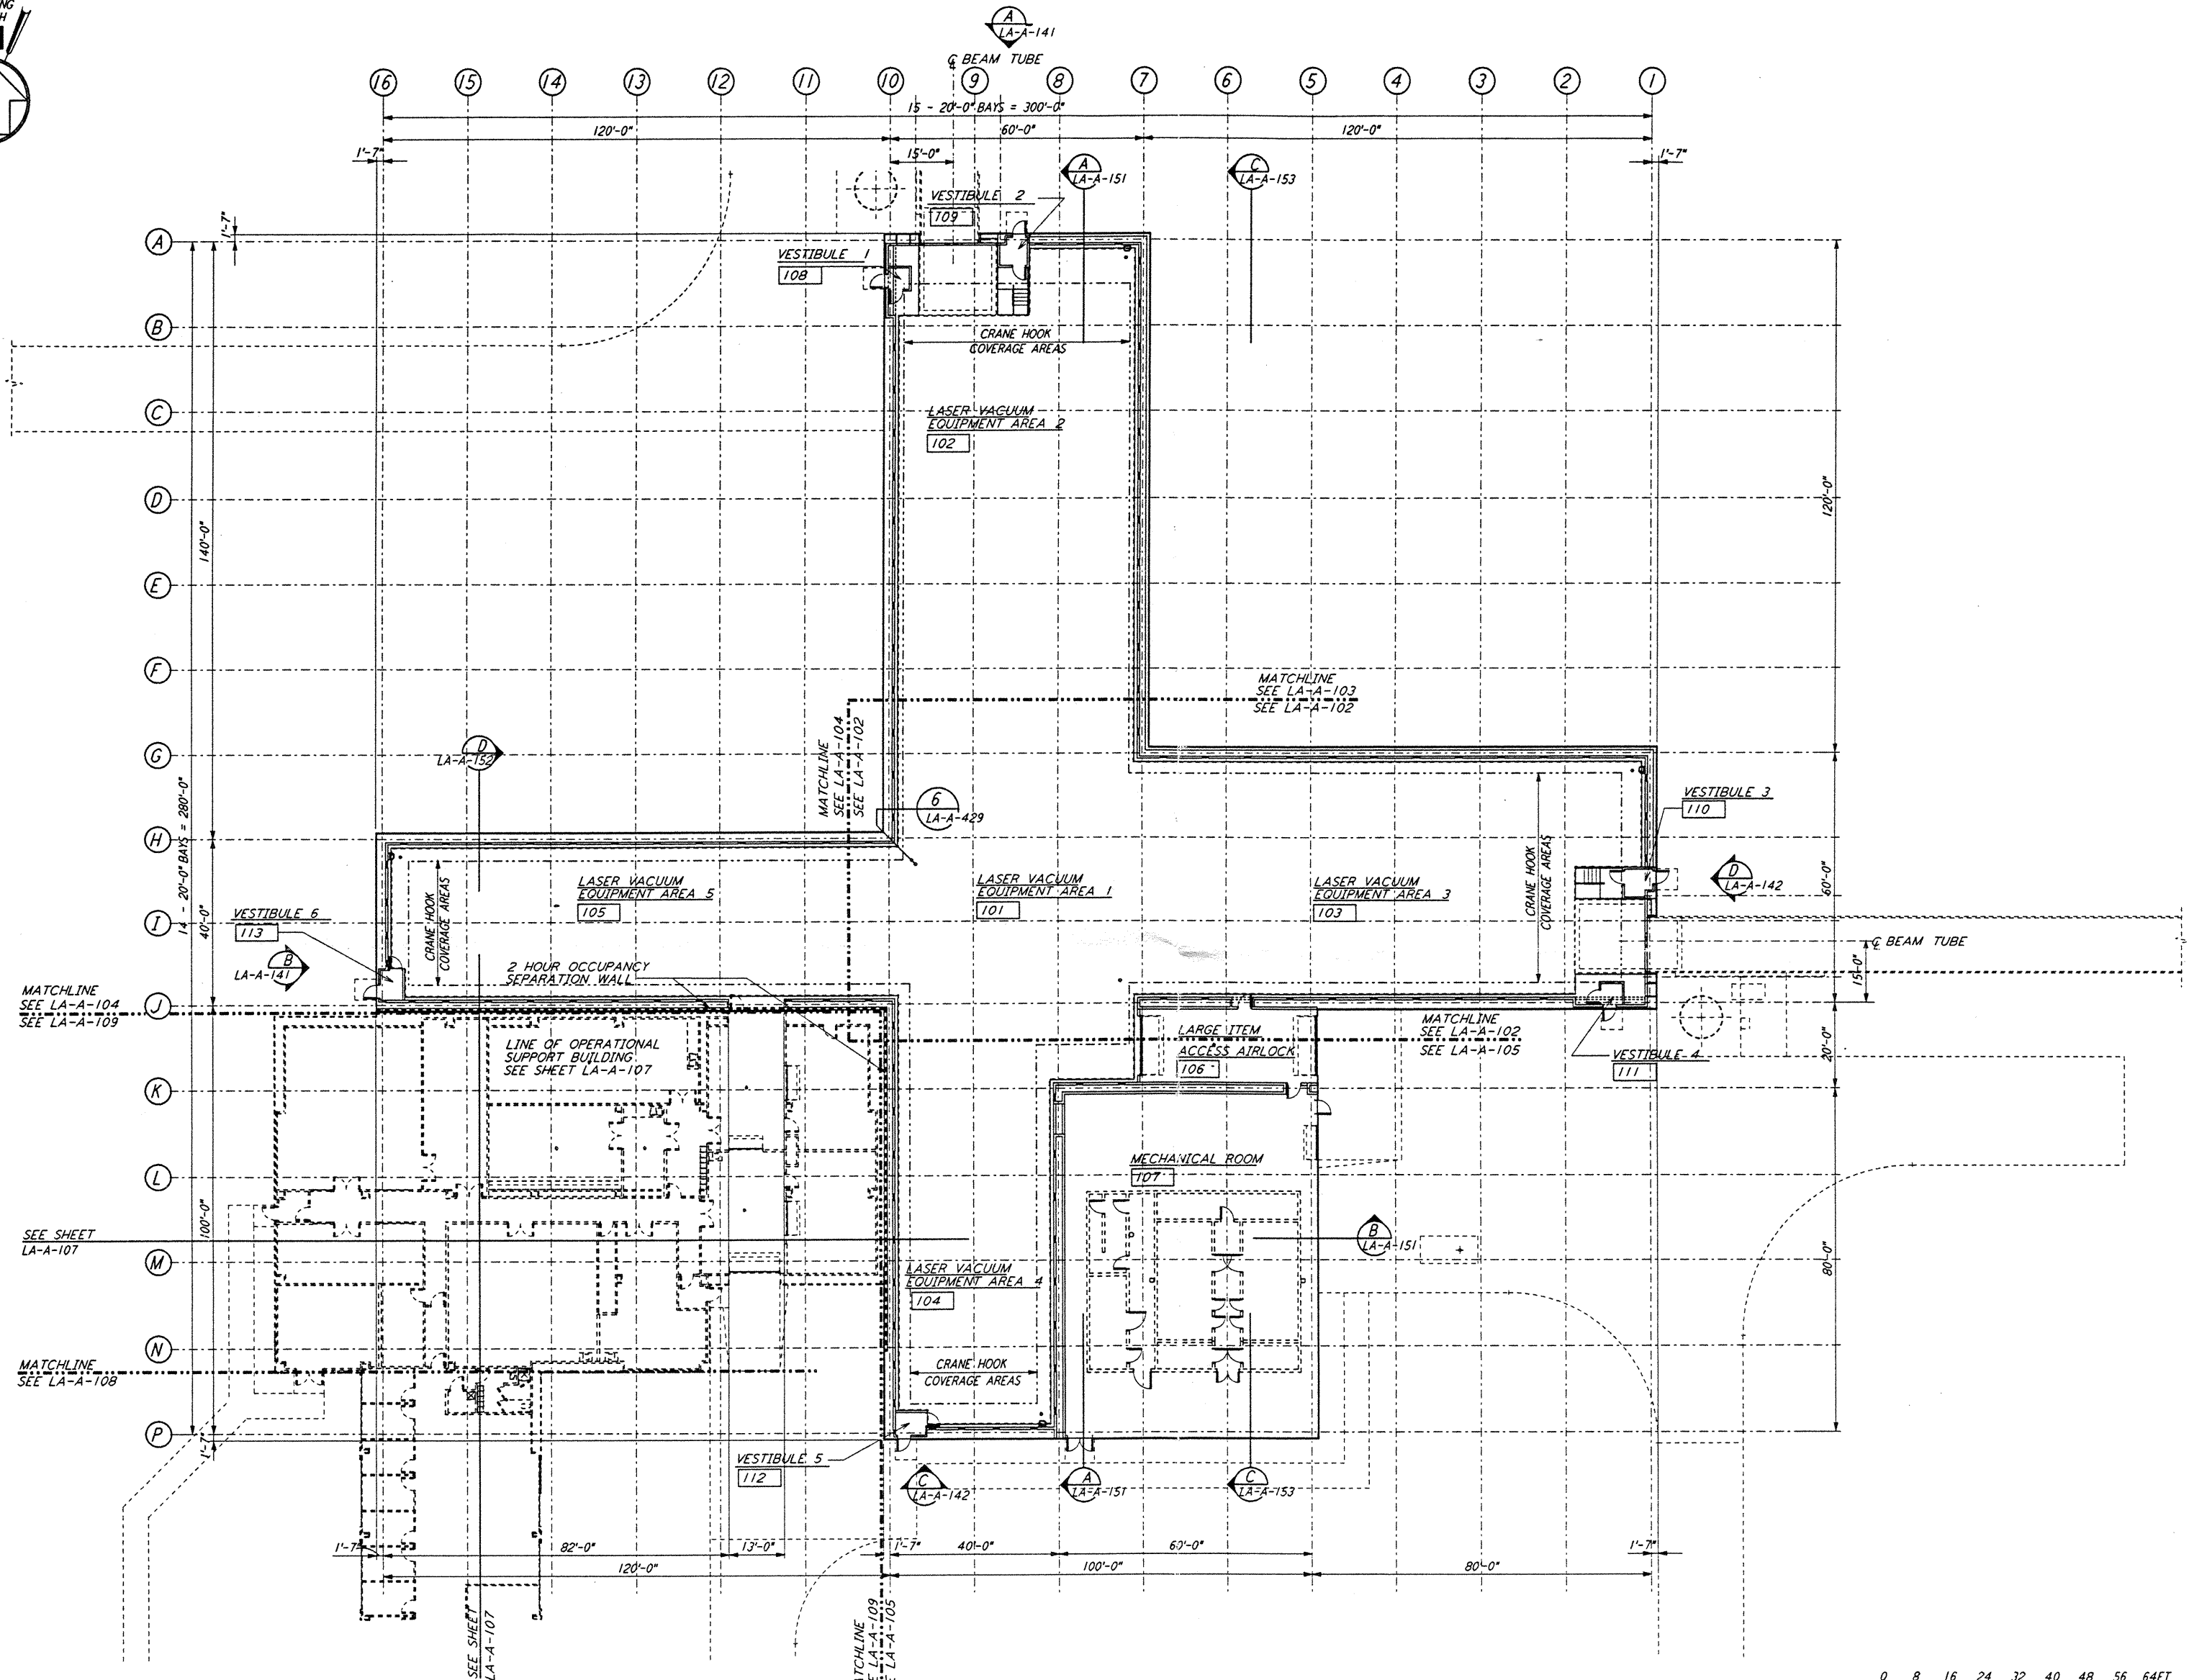 A
LA-A-141
℄ BEAM TUBE
16 15 14 13 12 11 10 9 8 7 6 5 4 3 2 1
15 - 20'-0" BAYS = 300'-0"
120'-0" 60'-0" 120'-0"
1'-7" 15'-0" 1'-7"
A
LA-A-151
C
LA-A-153
VESTIBULE 2
109
1'-7"
A
VESTIBULE 1
108
B
CRANE HOOK
COVERAGE AREAS
C
LASER VACUUM
EQUIPMENT AREA 2
102
D
120'-0"
140'-0"
E
F
MATCHLINE
SEE LA-A-103
SEE LA-A-102
MATCHLINE
SEE LA-A-104
SEE LA-A-102
G
D
LA-A-152
14 - 20'-0" BAYS = 280'-0"
6
LA-A-429
VESTIBULE 3
110
H
CRANE HOOK
COVERAGE AREAS
LASER VACUUM
EQUIPMENT AREA 5
105
LASER VACUUM
EQUIPMENT AREA 1
101
LASER VACUUM
EQUIPMENT AREA 3
103
CRANE HOOK
COVERAGE AREAS
60'-0"
D
LA-A-142
40'-0"
I
VESTIBULE 6
113
B
LA-A-141
℄ BEAM TUBE
15'-0"
2 HOUR OCCUPANCY
SEPARATION WALL
MATCHLINE
SEE LA-A-104
SEE LA-A-109
J
LINE OF OPERATIONAL
SUPPORT BUILDING
SEE SHEET LA-A-107
LARGE ITEM
ACCESS AIRLOCK
106
MATCHLINE
SEE LA-A-102
SEE LA-A-105
VESTIBULE 4
111
20'-0"
K
L
MECHANICAL ROOM
107
100'-0"
SEE SHEET
LA-A-107
M
B
LA-A-151
80'-0"
LASER VACUUM
EQUIPMENT AREA 4
104
N
MATCHLINE
SEE LA-A-108
CRANE HOOK
COVERAGE AREAS
P
1'-7"
VESTIBULE 5
112
C
LA-A-142
A
LA-A-151
C
LA-A-153
1'-7" 82'-0" 13'-0" 1'-7" 40'-0" 60'-0" 1'-7"
120'-0" 100'-0" 80'-0"
SEE SHEET
LA-A-107
LA-A-109
LA-A-105
0 8 16 24 32 40 48 56 64FT